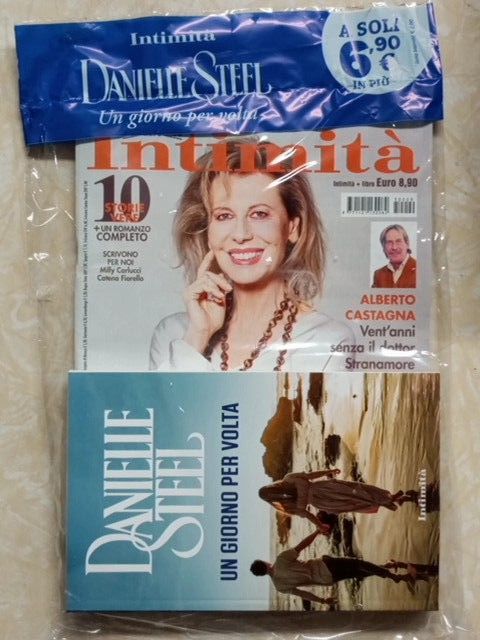 Intimità
DANIELLE STEEL
Un giorno per volta
A SOLI
6,90
€
IN PIÙ
Intimità
Intimità + libro Euro 8,90
10
STORIE
VERE
+ UN ROMANZO
COMPLETO
SCRIVONO
PER NOI
Milly Carlucci
Catena Fiorello
ALBERTO
CASTAGNA
Vent'anni
senza il dottor
Stranamore
DANIELLE
STEEL
UN GIORNO PER VOLTA
Intimità